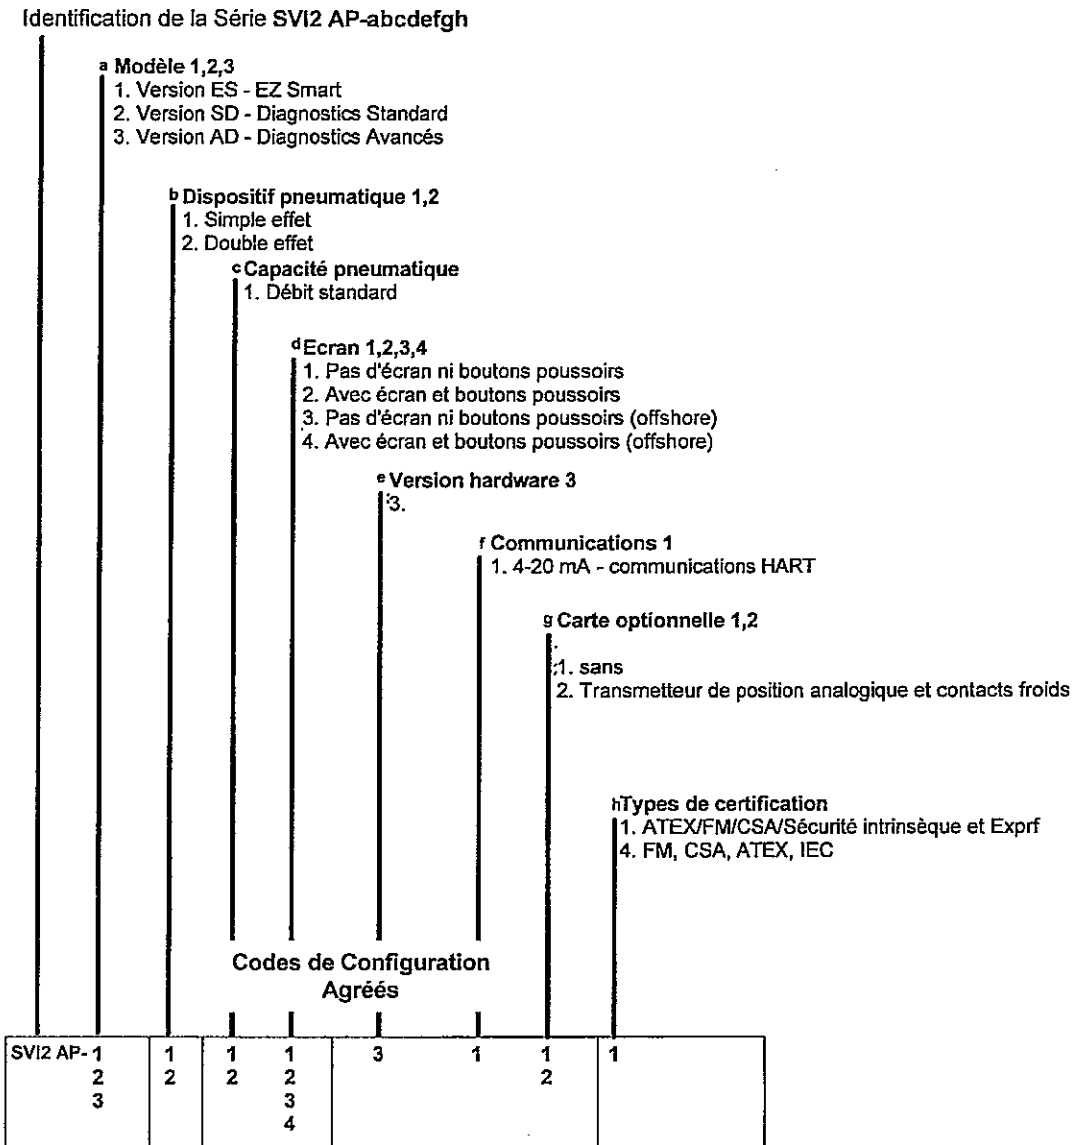 Identification de la Série SVI2 AP-abcdefgh
a Modèle 1,2,3
1. Version ES - EZ Smart
2. Version SD - Diagnostics Standard
3. Version AD - Diagnostics Avancés
b Dispositif pneumatique 1,2
1. Simple effet
2. Double effet
c Capacité pneumatique
1. Débit standard
d Ecran 1,2,3,4
1. Pas d'écran ni boutons poussoirs
2. Avec écran et boutons poussoirs
3. Pas d'écran ni boutons poussoirs (offshore)
4. Avec écran et boutons poussoirs (offshore)
e Version hardware 3
3.
f Communications 1
1. 4-20 mA - communications HART
g Carte optionnelle 1,2
1. sans
2. Transmetteur de position analogique et contacts froids
h Types de certification
1. ATEX/FM/CSA/Sécurité intrinsèque et Exprf
4. FM, CSA, ATEX, IEC
Codes de Configuration
Agréés
SVI2 AP- 1 1 1 1 3 1 1 1
2 2 2 2 2
3 3
4